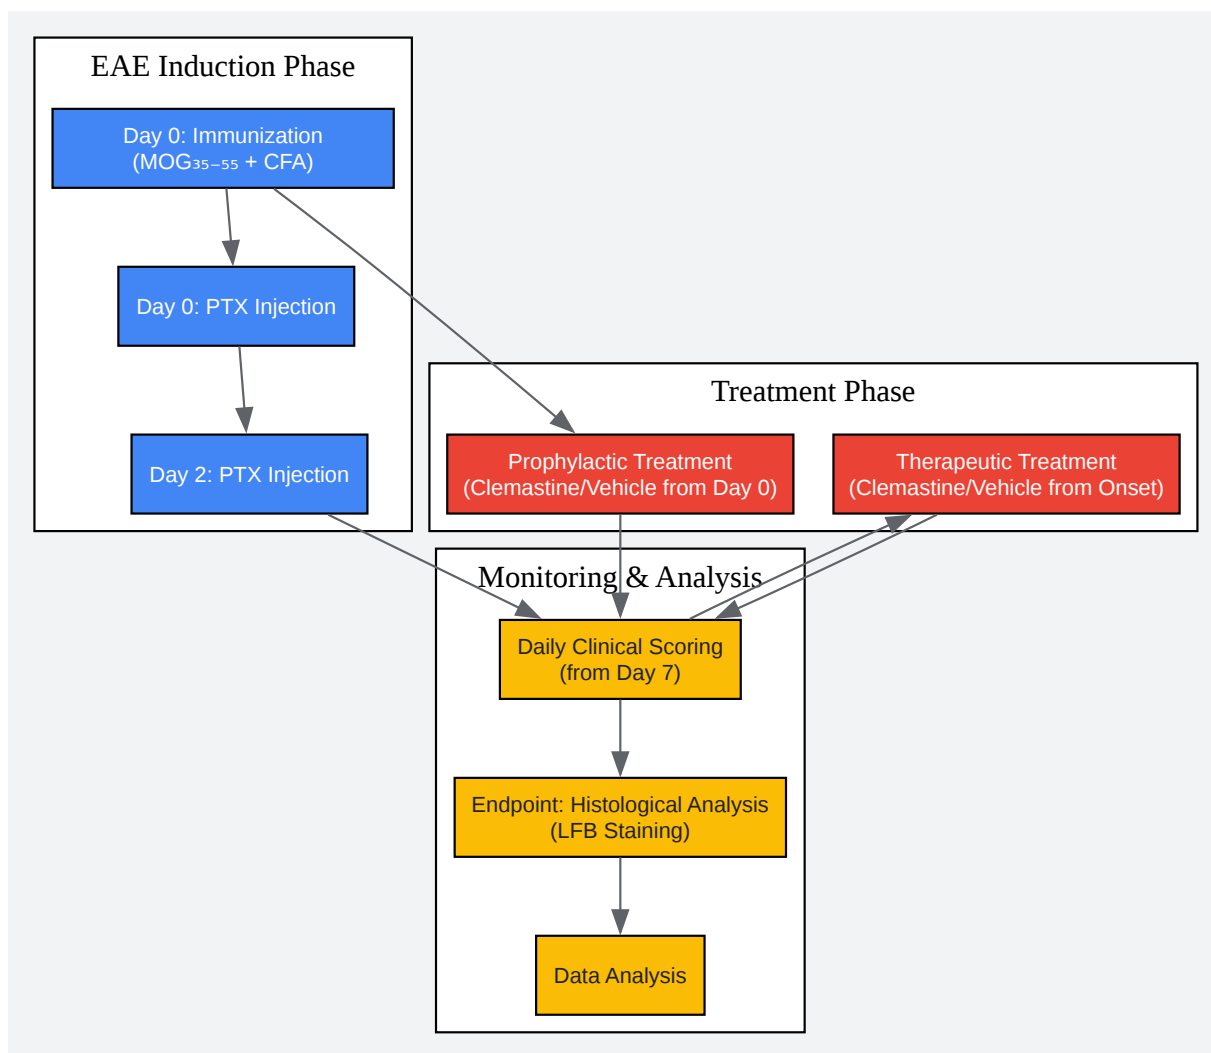 EAE Induction Phase
Day 0: Immunization
(MOG₃₅₋₅₅ + CFA)
Day 0: PTX Injection
Day 2: PTX Injection
Treatment Phase
Prophylactic Treatment
(Clemastine/Vehicle from Day 0)
Therapeutic Treatment
(Clemastine/Vehicle from Onset)
Monitoring & Analysis
Daily Clinical Scoring
(from Day 7)
Endpoint: Histological Analysis
(LFB Staining)
Data Analysis